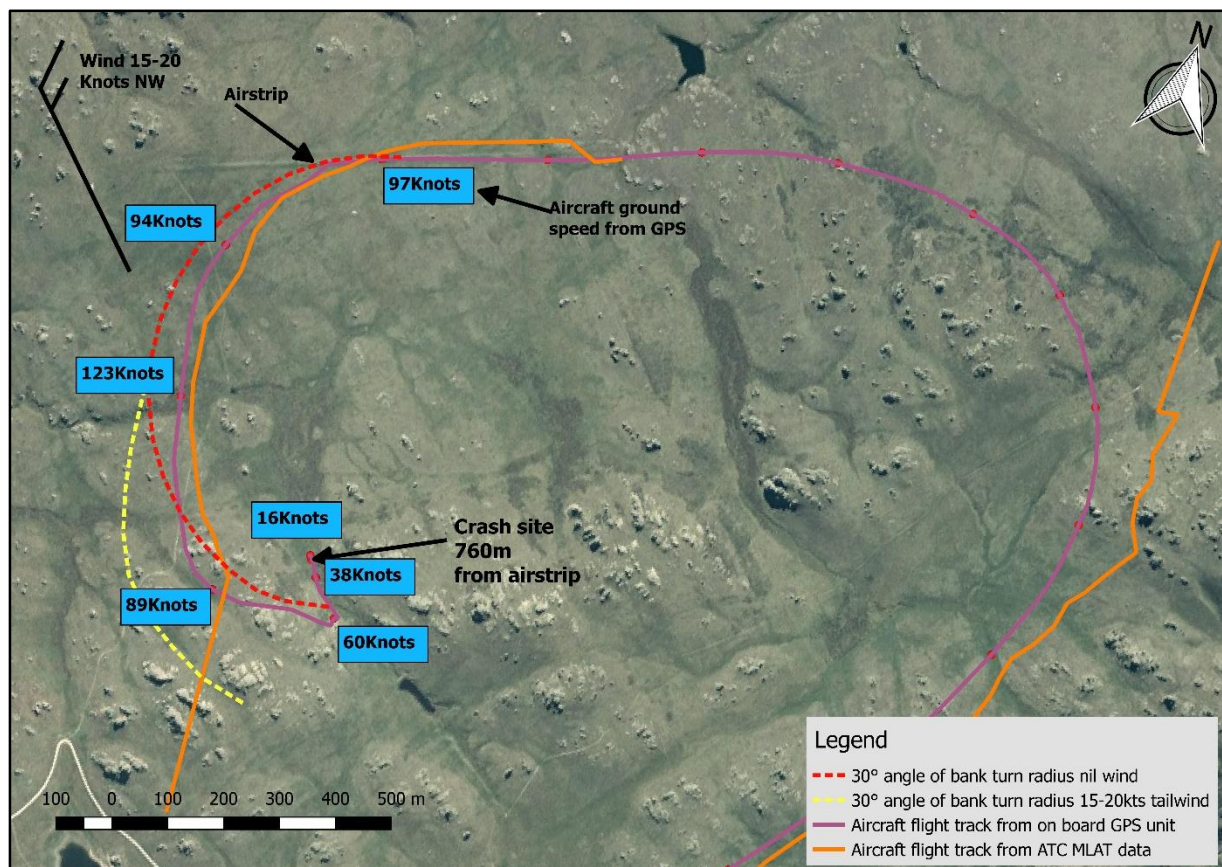 Wind 15-20
Knots NW
N
Airstrip
97Knots
Aircraft ground
speed from GPS
94Knots
123Knots
16Knots
Crash site
760m
from airstrip
38Knots
89Knots
60Knots
Legend
30° angle of bank turn radius nil wind
30° angle of bank turn radius 15-20kts tailwind
Aircraft flight track from on board GPS unit
Aircraft flight track from ATC MLAT data
100 0 100 200 300 400 500 m